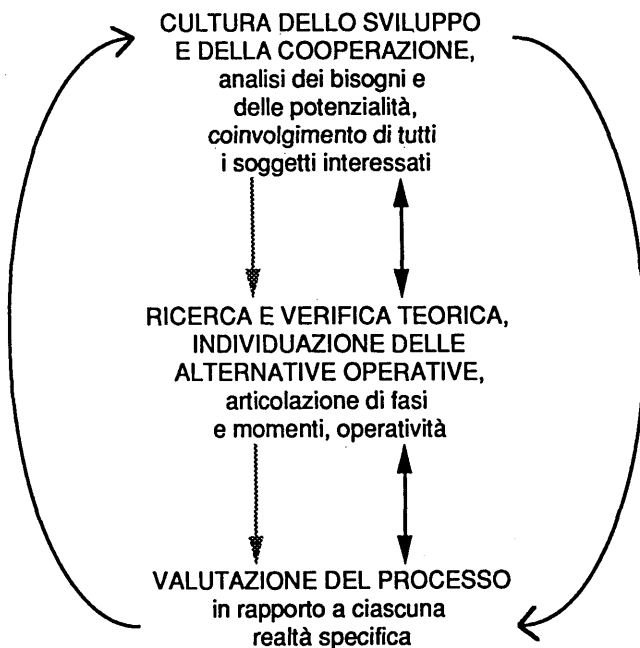 CULTURA DELLO SVILUPPO
E DELLA COOPERAZIONE,
analisi dei bisogni e
delle potenzialità,
coinvolgimento di tutti
i soggetti interessati
RICERCA E VERIFICA TEORICA,
INDIVIDUAZIONE DELLE
ALTERNATIVE OPERATIVE,
articolazione di fasi
e momenti, operatività
VALUTAZIONE DEL PROCESSO
in rapporto a ciascuna
realtà specifica